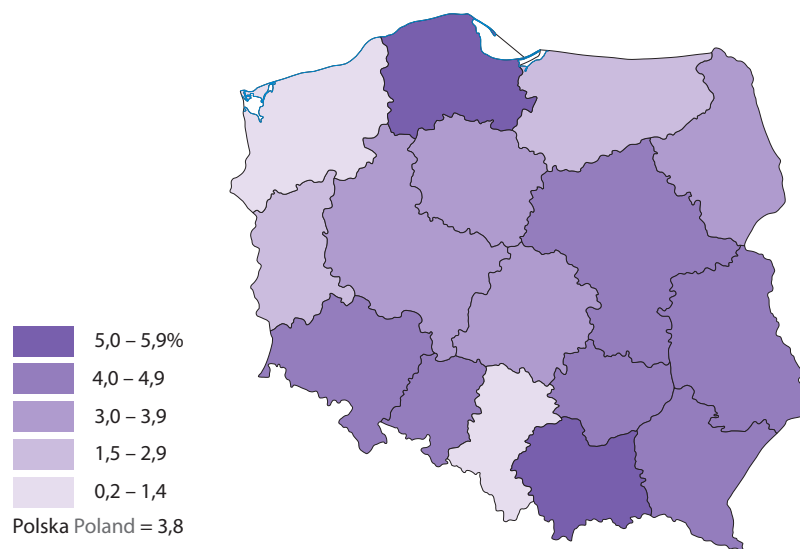 5,0 – 5,9%
4,0 – 4,9
3,0 – 3,9
1,5 – 2,9
0,2 – 1,4
Polska Poland = 3,8